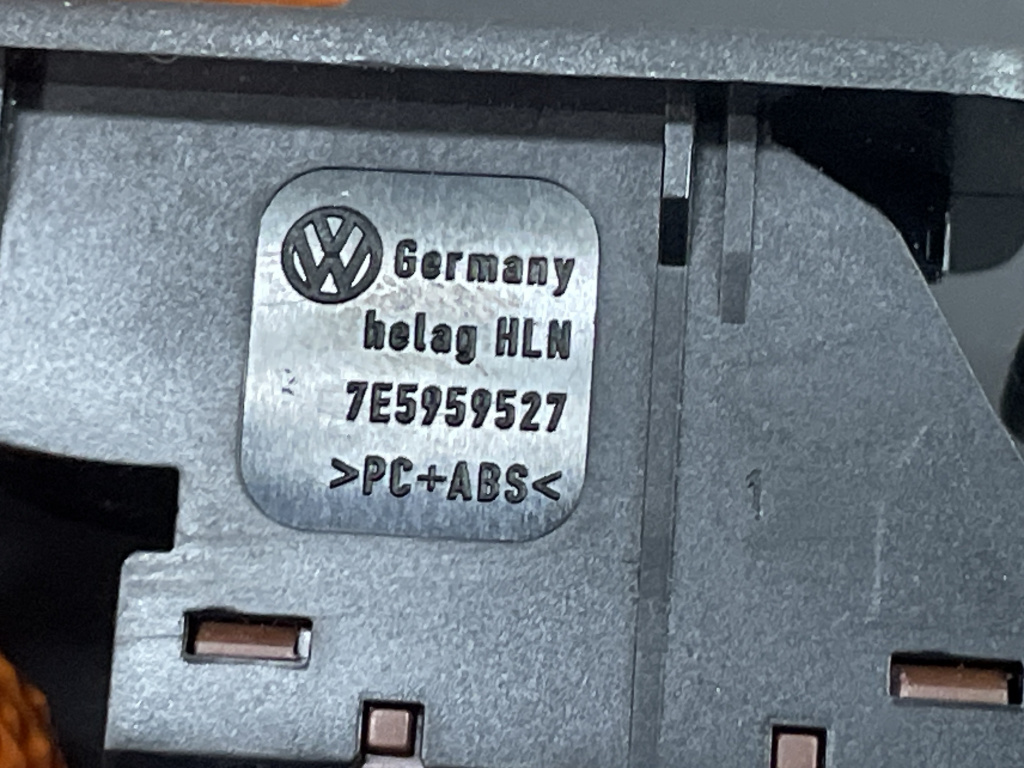 VW Germany
helag HLN
7E5959527
>PC+ABS<
1